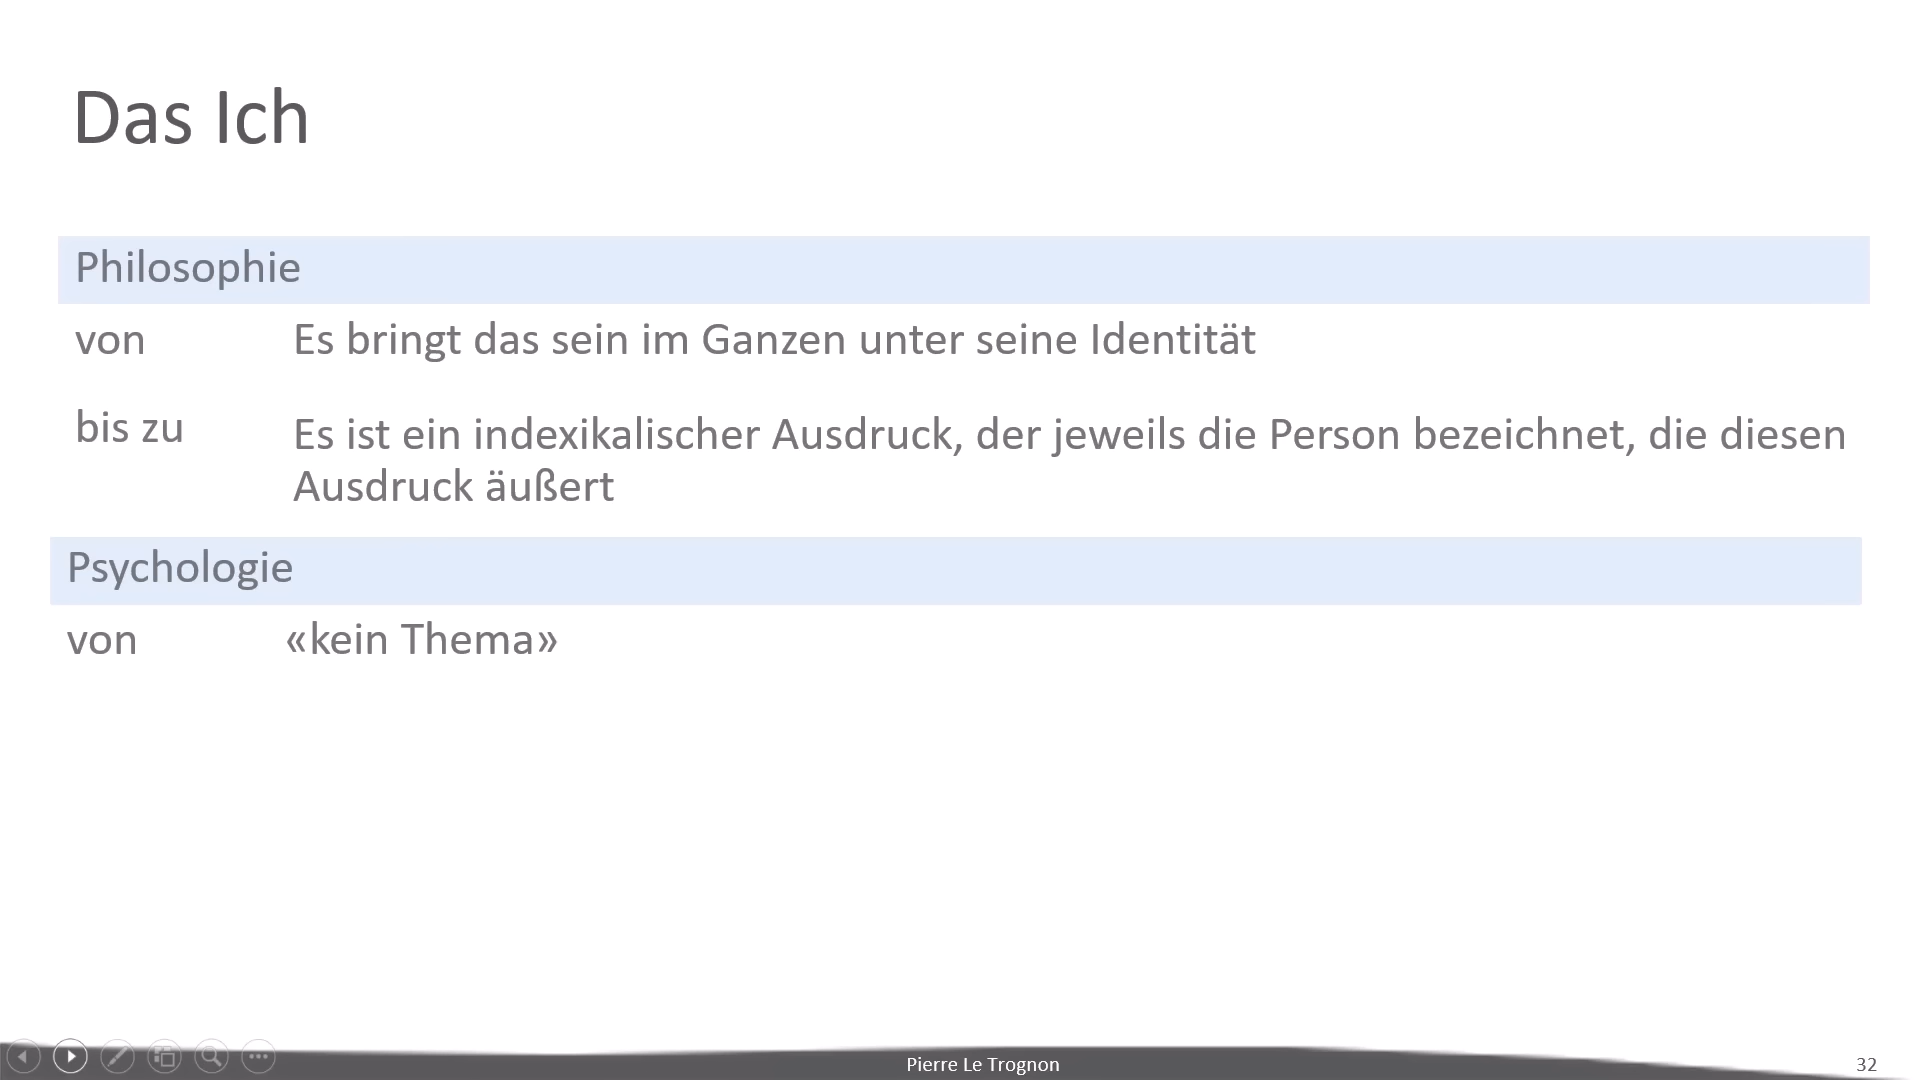 Das Ich
Philosophie
von Es bringt das sein im Ganzen unter seine Identität
bis zu Es ist ein indexikalischer Ausdruck, der jeweils die Person bezeichnet, die diesen
Ausdruck äußert
Psychologie
von «kein Thema»
Pierre Le Trognon 32